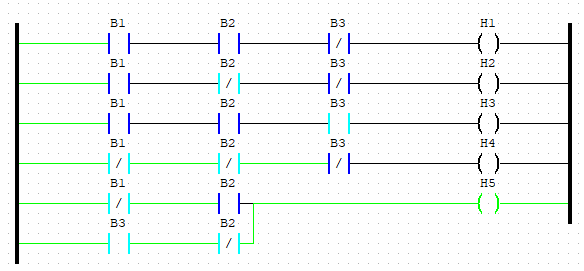 B1 B2 B3 H1
B1 B2 B3 H2
/ /
B1 B2 B3 H3
B1 B2 B3 H4
/ / /
B1 B2 H5
/
B3 B2
/